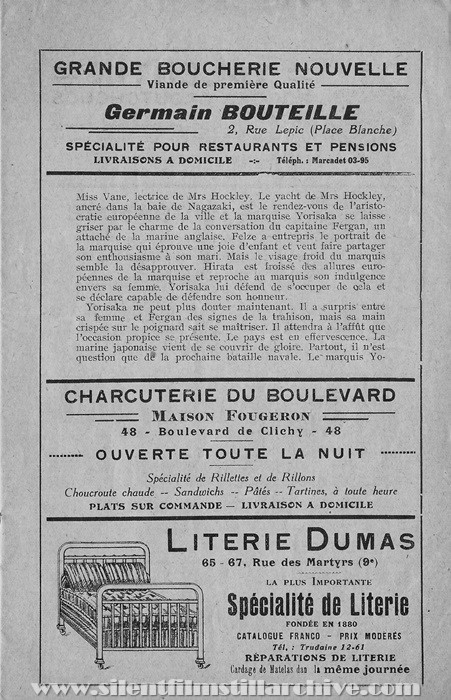 GRANDE BOUCHERIE NOUVELLE
Viande de première Qualité
Germain BOUTEILLE
2, Rue Lepic (Place Blanche)
SPÉCIALITÉ POUR RESTAURANTS ET PENSIONS
LIVRAISONS A DOMICILE -:- Téléph. : Marcadet 03-95
Miss Vane, lectrice de Mrs Hockley. Le yacht de Mrs Hockley,
ancré dans la baie de Nagazaki, est le rendez-vous de l'aristo-
cratie européenne de la ville et la marquise Yorisaka se laisse
griser par le charme de la conversation du capitaine Fergan, un
attaché de la marine anglaise. Felze a entrepris le portrait de
la marquise qui éprouve une joie d'enfant et veut faire partager
son enthousiasme à son mari. Mais le visage froid du marquis
semble la désapprouver. Hirata est froissé des allures euro-
péennes de la marquise et reproche au marquis son indulgence
envers sa femme. Yorisaka lui défend de s'occuper de cela et
se déclare capable de défendre son honneur.
Yorisaka ne peut plus douter maintenant. Il a surpris entre
sa femme et Fergan des signes de la trahison, mais sa main
crispée sur le poignard sait se maîtriser. Il attendra à l'affût que
l'occasion propice se présente. Le pays est en effervescence. La
marine japonaise vient de se couvrir de gloire. Partout, il n'est
question que de la prochaine bataille navale. Le marquis Yo-
CHARCUTERIE DU BOULEVARD
MAISON FOUGERON
48 - Boulevard de Clichy - 48
OUVERTE TOUTE LA NUIT
Spécialité de Rillettes et de Rillons
Choucroute chaude -- Sandwichs -- Pâtés -- Tartines, à toute heure
PLATS SUR COMMANDE — LIVRAISON A DOMICILE
LITERIE DUMAS
65 - 67, Rue des Martyrs (9e)
LA PLUS IMPORTANTE
Spécialité de Literie
FONDÉE EN 1880
CATALOGUE FRANCO - PRIX MODÉRÉS
Tél. : Trudaine 12-61
RÉPARATIONS DE LITERIE
Cardage de Matelas dans la même journée
www.silentfilmstillarchive.com